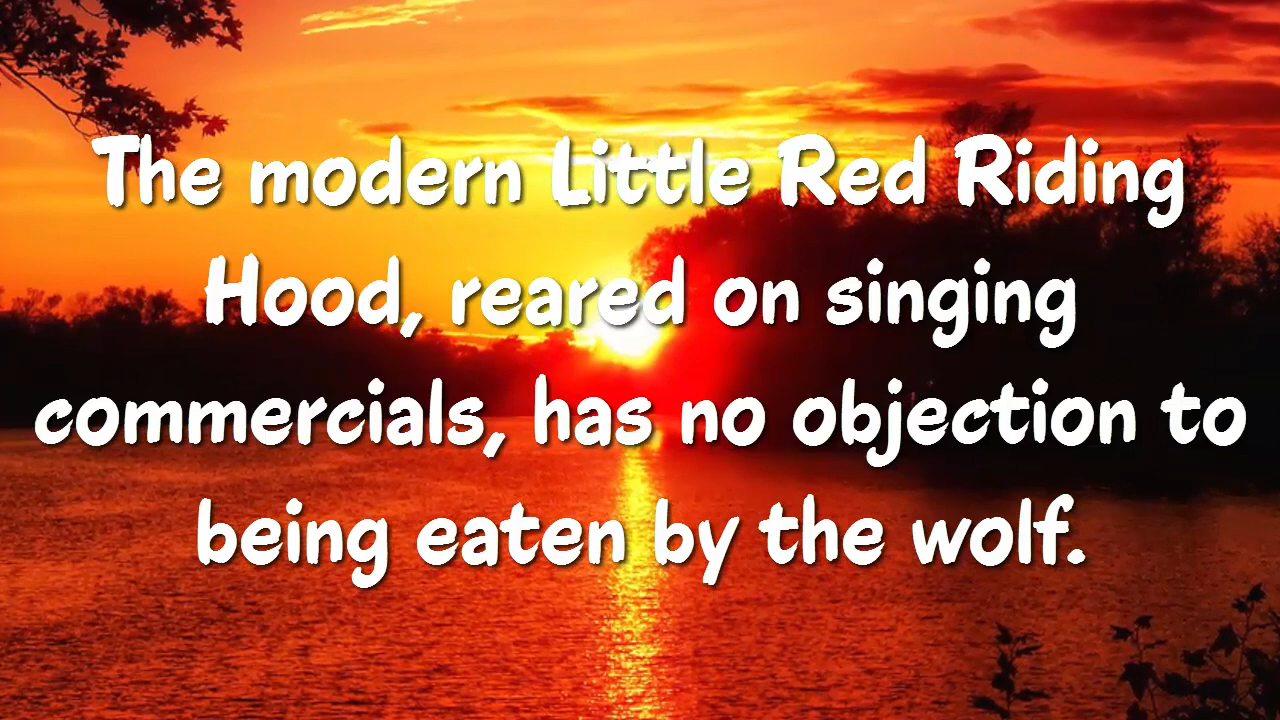 The modern Little Red Riding
Hood, reared on singing
commercials, has no objection to
being eaten by the wolf.